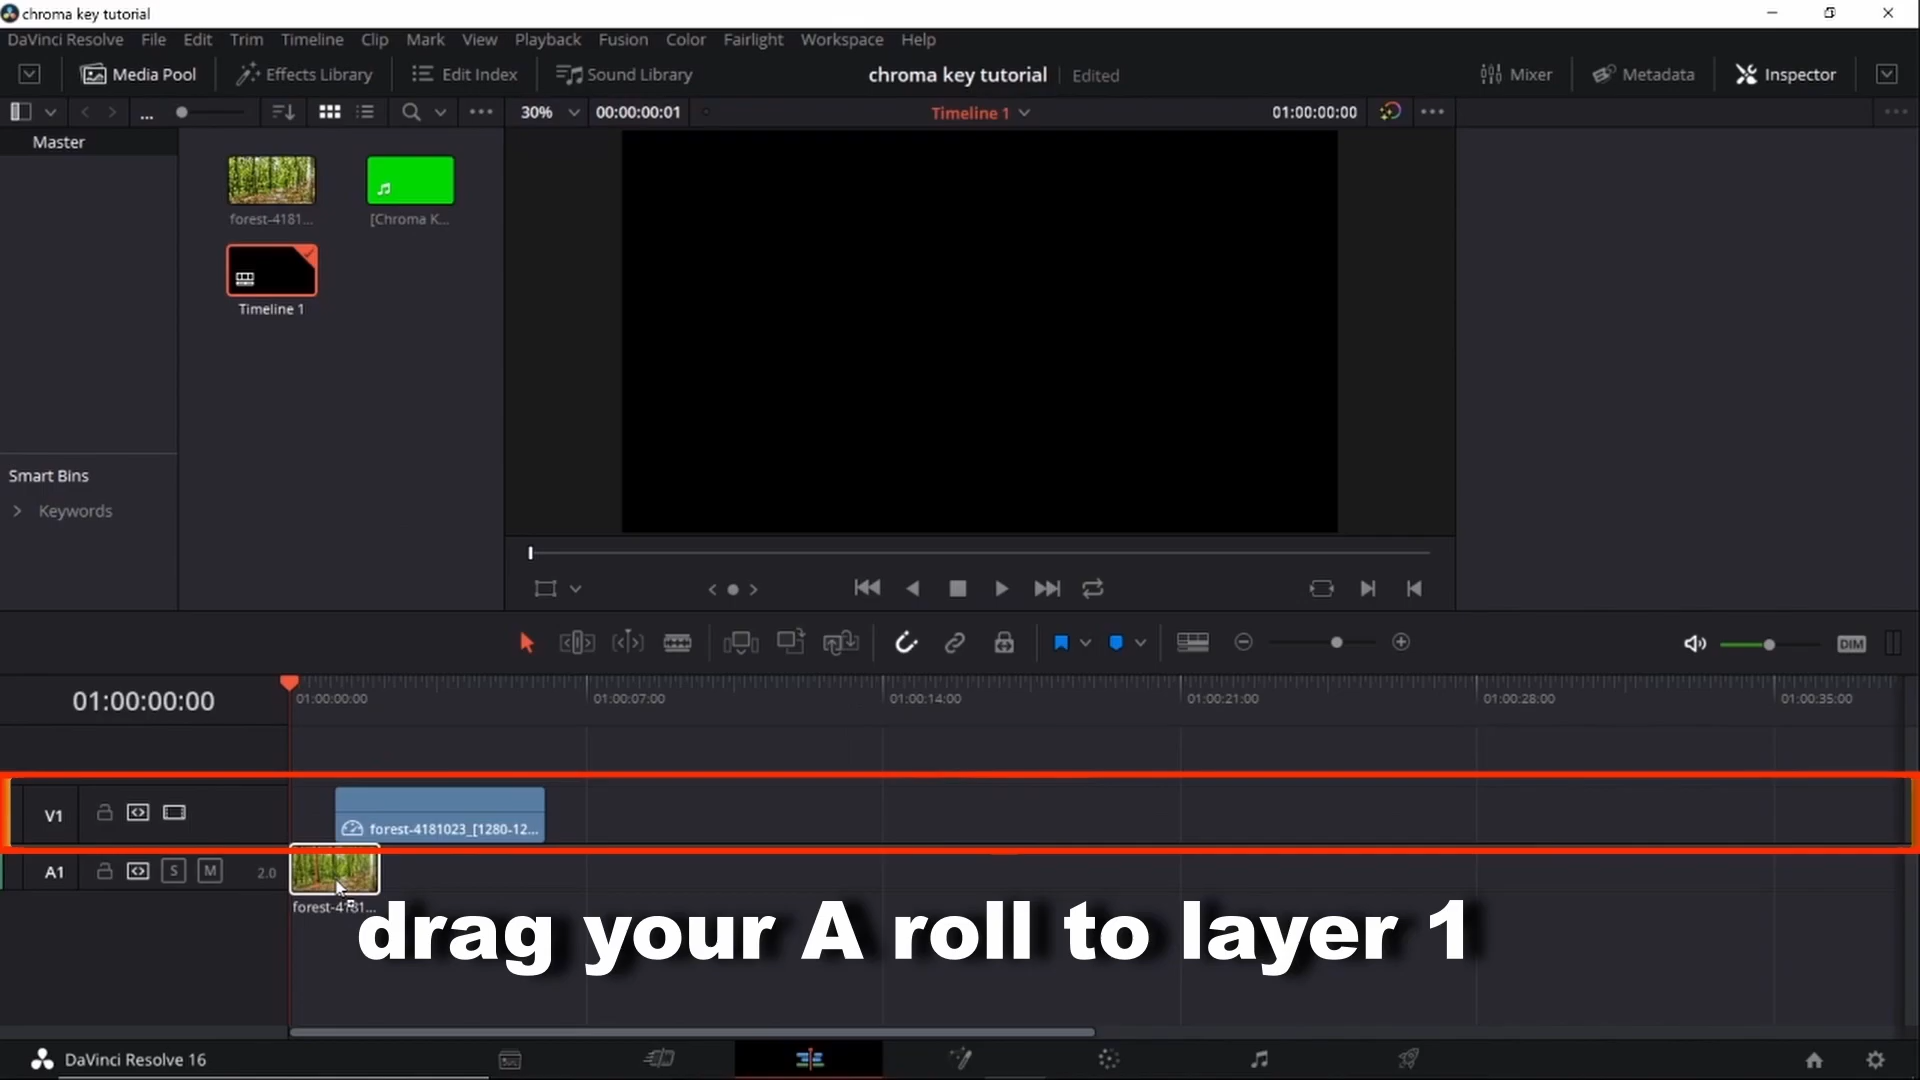 chroma key tutorial
DaVinci Resolve File Edit Trim Timeline Clip Mark View Playback Fusion Color Fairlight Workspace Help
Media Pool Effects Library Edit Index Sound Library chroma key tutorial Edited Mixer Metadata Inspector
... 30% 00:00:00:01 Timeline 1 01:00:00:00
Master
forest-4181... [Chroma K...
Timeline 1
Smart Bins
Keywords
DIM
01:00:00:00 01:00:00:00 01:00:07:00 01:00:14:00 01:00:21:00 01:00:28:00 01:00:35:00
V1 forest-4181023_[1280-12...
A1 S M 2.0
forest-4181...
drag your A roll to layer 1
DaVinci Resolve 16